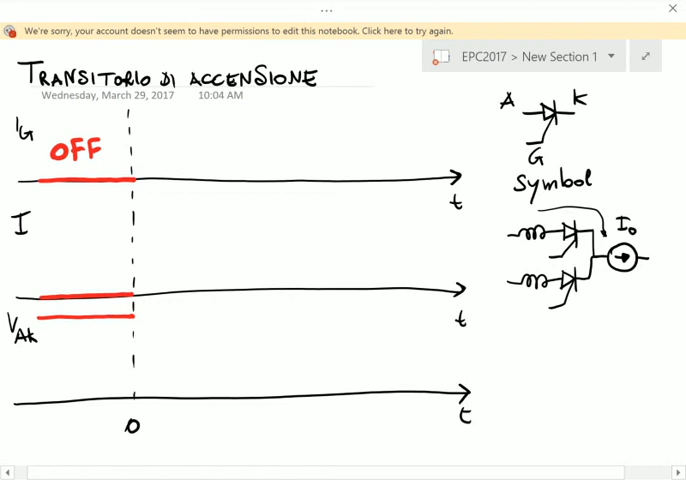 We're sorry, your account doesn't seem to have permissions to edit this notebook. Click here to try again.
EPC2017 > New Section 1
TRANSITORIO DI ACCENSIONE
Wednesday, March 29, 2017 10:04 AM
A K
G
Symbol
IG
OFF
t
I
I0
t
VAK
t
0